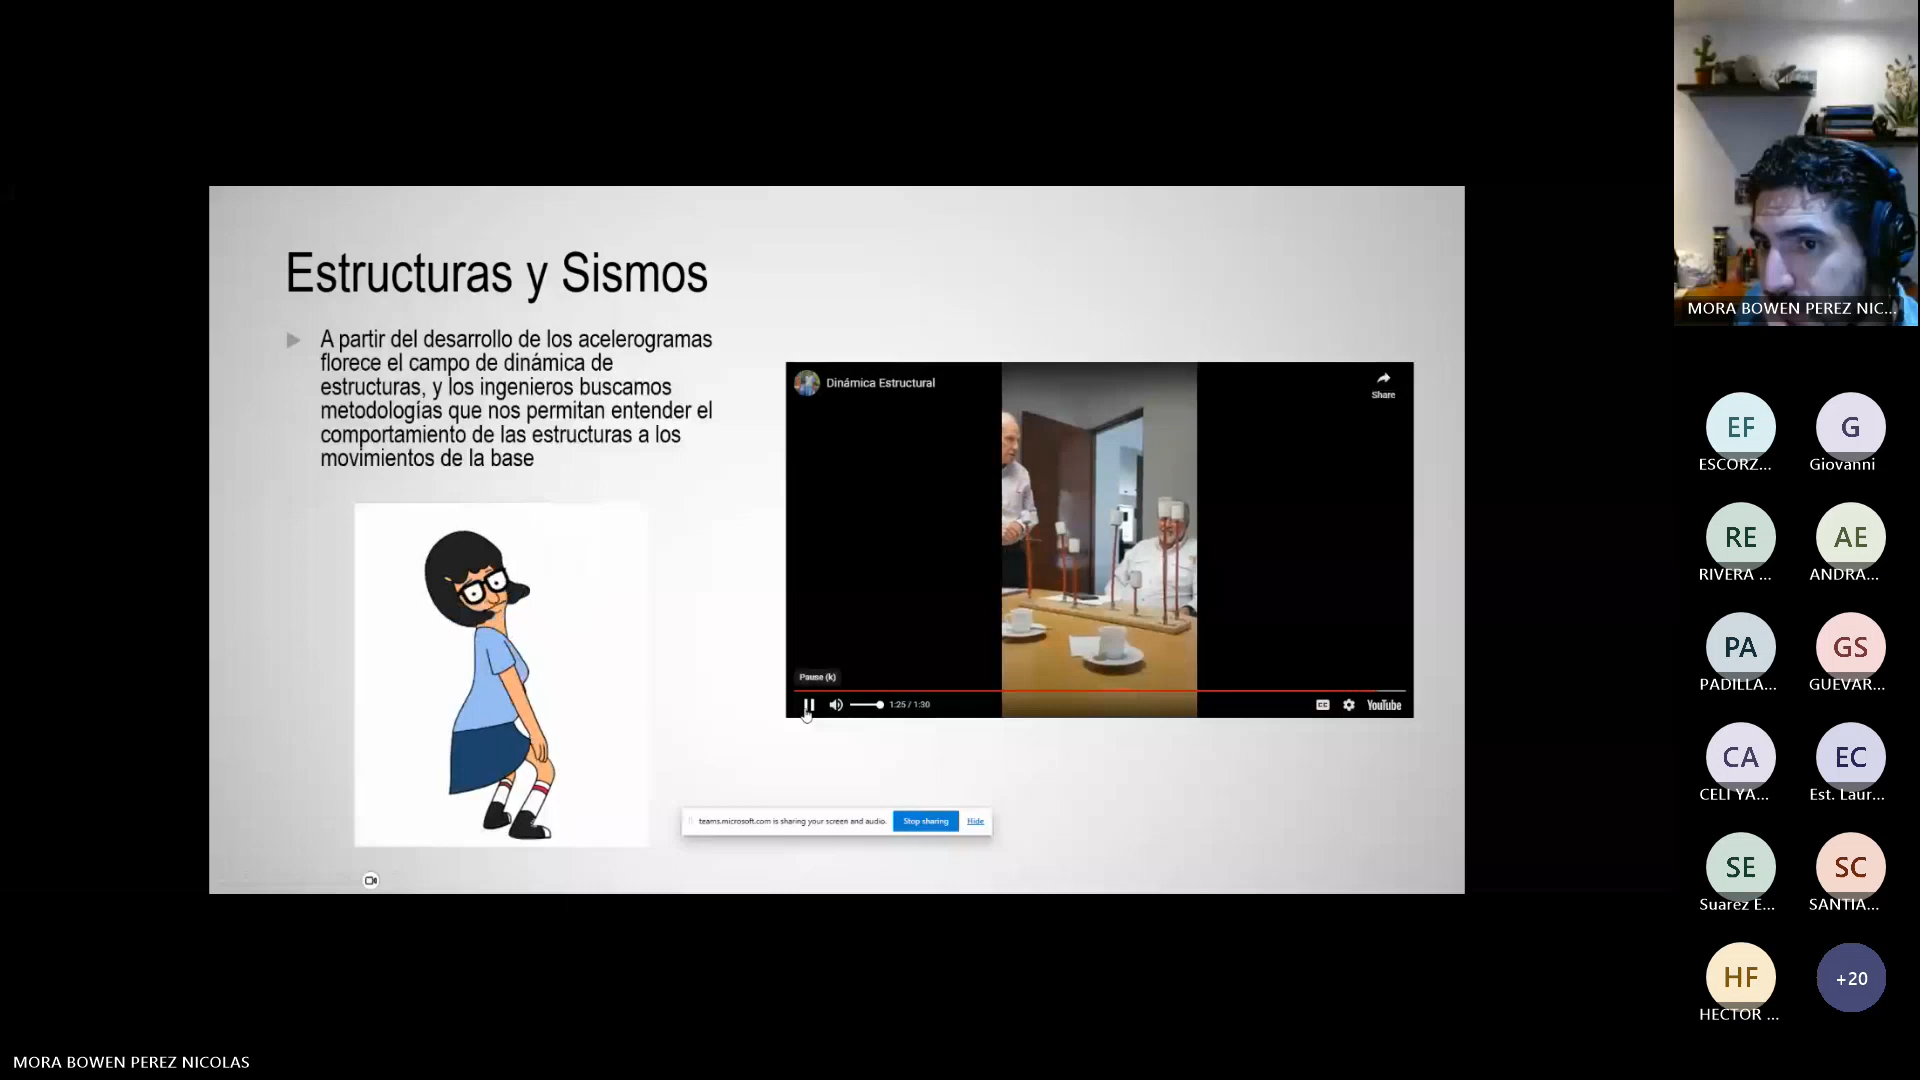 Estructuras y Sismos
A partir del desarrollo de los acelerogramas
florece el campo de dinámica de
estructuras, y los ingenieros buscamos
metodologías que nos permitan entender el
comportamiento de las estructuras a los
movimientos de la base
Dinámica Estructural
Share
Pause (k)
1:25 / 1:30
CC
YouTube
teams.microsoft.com is sharing your screen and audio.
Stop sharing
Hide
MORA BOWEN PEREZ NIC...
EF
ESCORZ...
G
Giovanni
RE
RIVERA ...
AE
ANDRA...
PA
PADILLA...
GS
GUEVAR...
CA
CELI YA...
EC
Est. Laur...
SE
Suarez E...
SC
SANTIA...
HF
HECTOR ...
+20
MORA BOWEN PEREZ NICOLAS